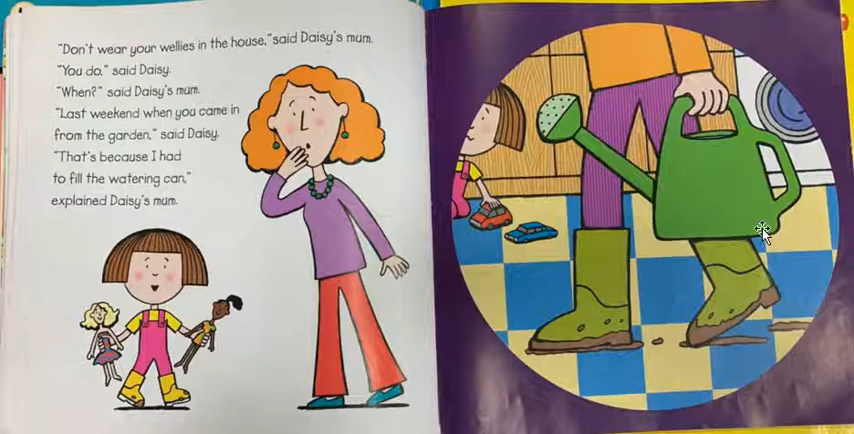 "Don't wear your wellies in the house," said Daisy's mum.
"You do," said Daisy.
"When?" said Daisy's mum.
"Last weekend when you came in
from the garden," said Daisy.
"That's because I had
to fill the watering can,"
explained Daisy's mum.